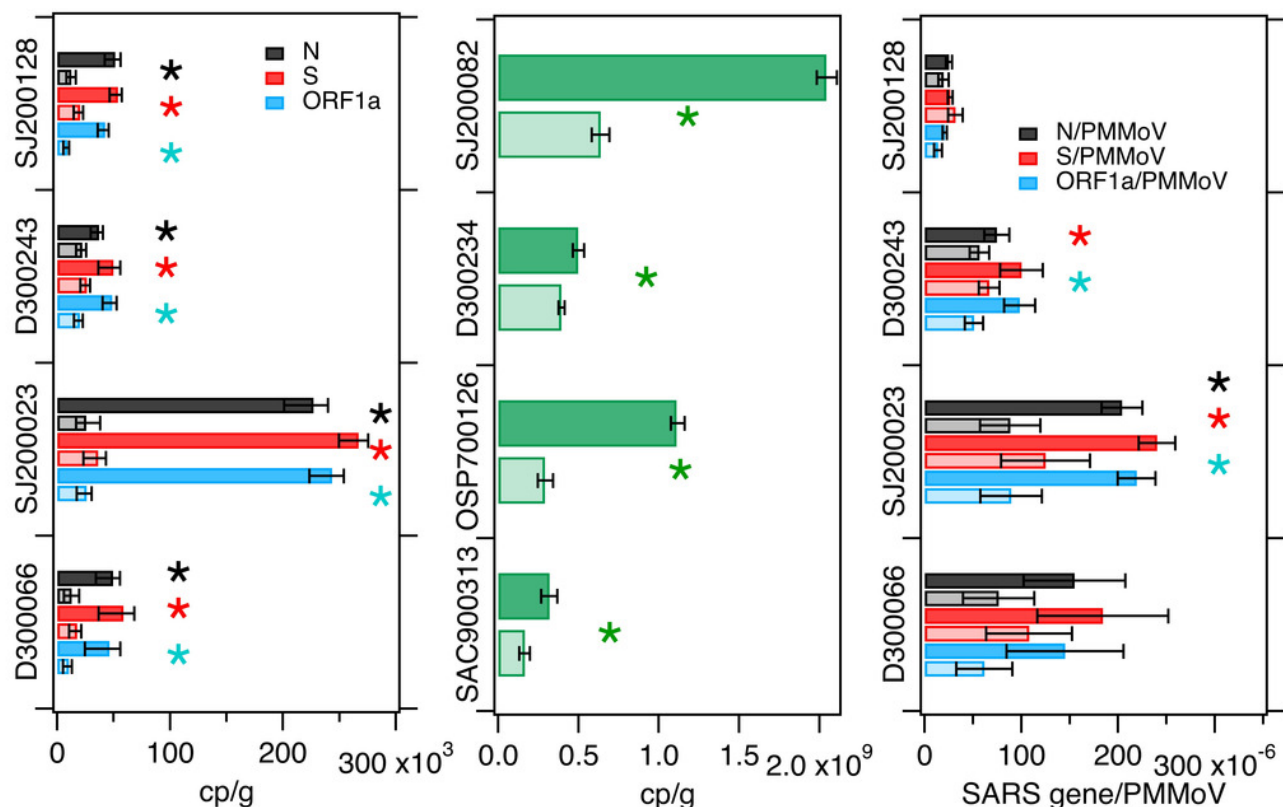 SJ200128
D300243
SJ200023
D300066
N
S
ORF1a
0
100
200
300 x10³
cp/g
SJ2000082
D300234
OSP700126
SAC900313
0.0
0.5
1.0
1.5
2.0 x10⁹
cp/g
SJ200128
D300243
SJ200023
D300066
N/PMMoV
S/PMMoV
ORF1a/PMMoV
0
100
200
300 x10⁻⁶
SARS gene/PMMoV